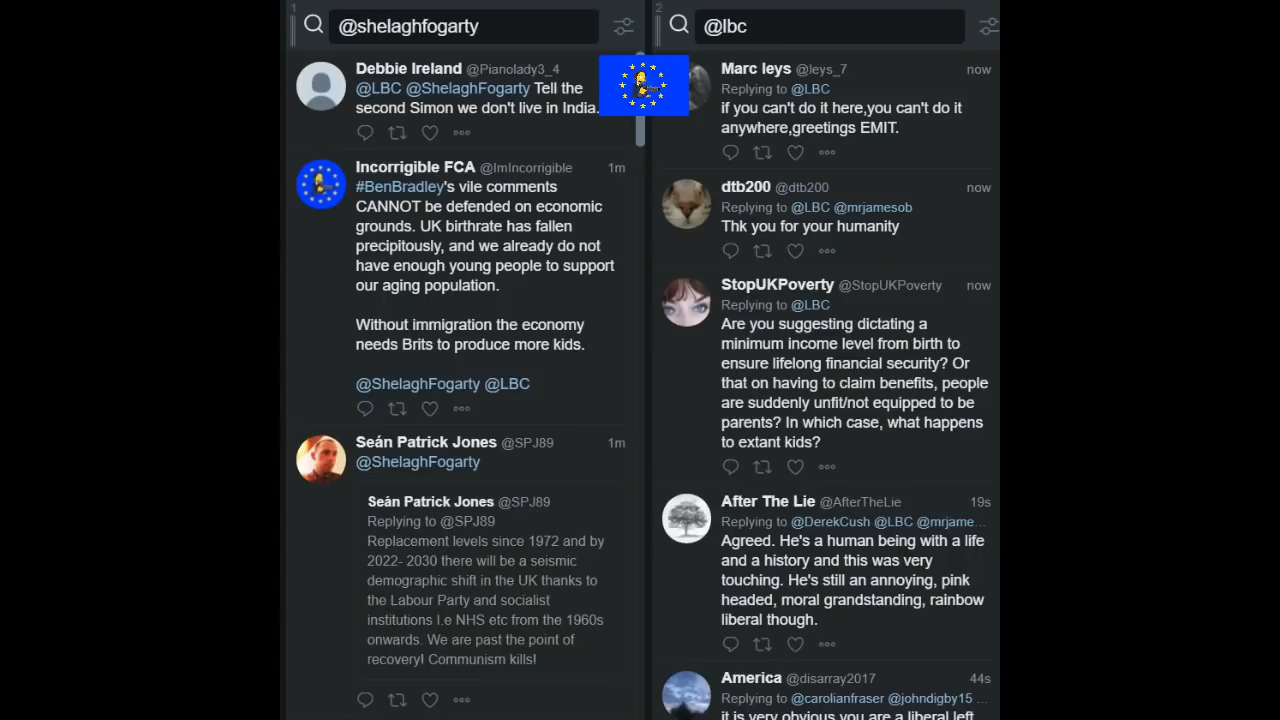 1
@shelaghfogarty
Debbie Ireland @Pianolady3_4
@LBC @ShelaghFogarty Tell the
second Simon we don't live in India.
Incorrigible FCA @ImIncorrigible 1m
#BenBradley's vile comments
CANNOT be defended on economic
grounds. UK birthrate has fallen
precipitously, and we already do not
have enough young people to support
our aging population.
Without immigration the economy
needs Brits to produce more kids.
@ShelaghFogarty @LBC
Seán Patrick Jones @SPJ89 1m
@ShelaghFogarty
Seán Patrick Jones @SPJ89
Replying to @SPJ89
Replacement levels since 1972 and by
2022- 2030 there will be a seismic
demographic shift in the UK thanks to
the Labour Party and socialist
institutions I.e NHS etc from the 1960s
onwards. We are past the point of
recovery! Communism kills!
2
@lbc
Marc leys @leys_7 now
Replying to @LBC
if you can't do it here,you can't do it
anywhere,greetings EMIT.
dtb200 @dtb200 now
Replying to @LBC @mrjamesob
Thk you for your humanity
StopUKPoverty @StopUKPoverty now
Replying to @LBC
Are you suggesting dictating a
minimum income level from birth to
ensure lifelong financial security? Or
that on having to claim benefits, people
are suddenly unfit/not equipped to be
parents? In which case, what happens
to extant kids?
After The Lie @AfterTheLie 19s
Replying to @DerekCush @LBC @mrjame...
Agreed. He's a human being with a life
and a history and this was very
touching. He's still an annoying, pink
headed, moral grandstanding, rainbow
liberal though.
America @disarray2017 44s
Replying to @carolianfraser @johndigby15 ...
it is very obvious you are a liberal left